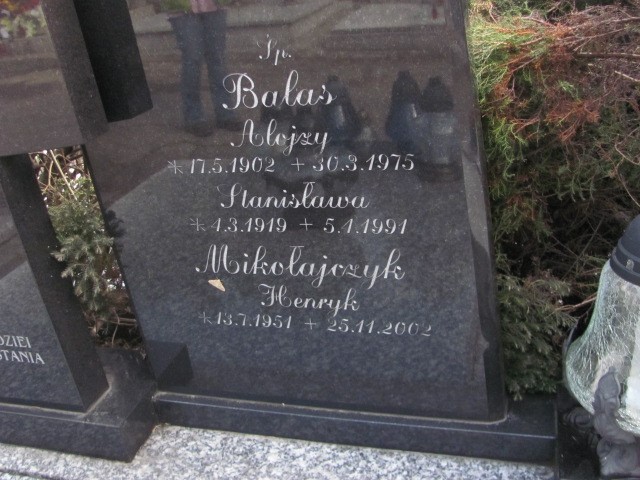 Śp.
Balas
Alojzy
* 17.5.1902 + 30.3.1975
Stanisława
* 4.3.1919 + 5.1.1991
Mikołajczyk
Henryk
* 13.7.1951 + 25.11.2002
DZIEI
STANIA